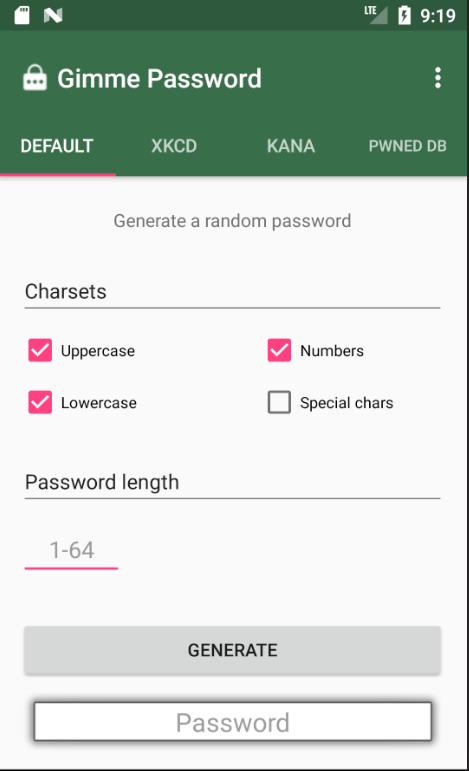 LTE 9:19
Gimme Password
DEFAULT XKCD KANA PWNED DB
Generate a random password
Charsets
Uppercase Numbers
Lowercase Special chars
Password length
1-64
GENERATE
Password